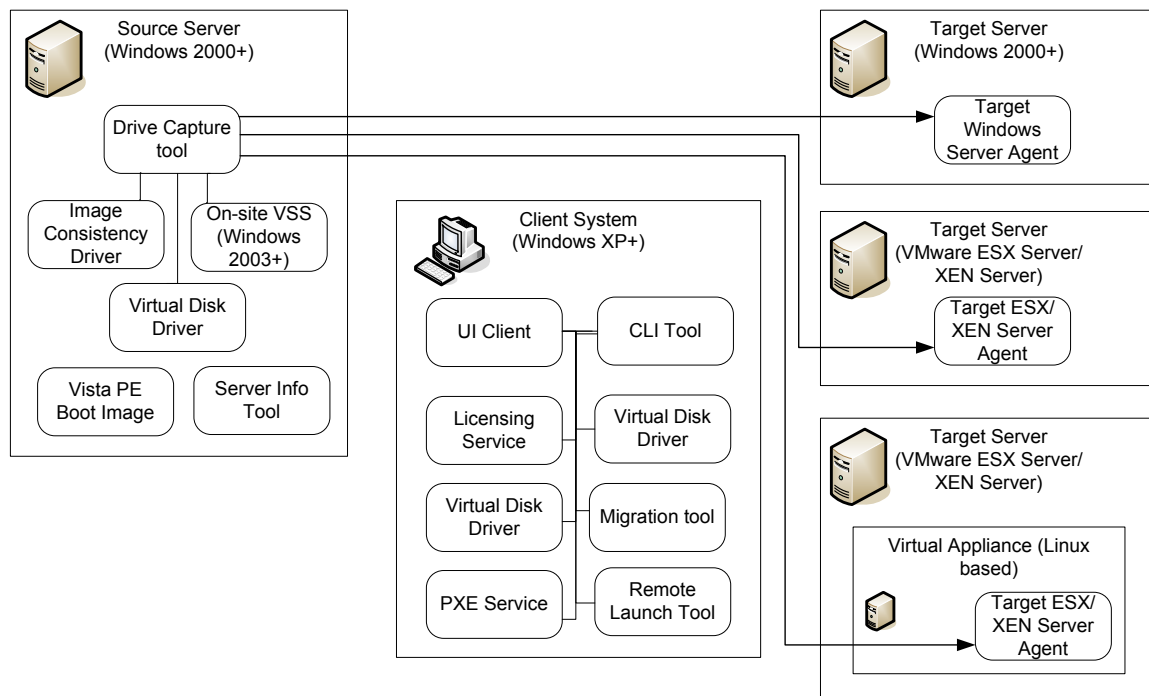 Source Server
(Windows 2000+)
Drive Capture
tool
Image
Consistency
Driver
On-site VSS
(Windows
2003+)
Virtual Disk
Driver
Vista PE
Boot Image
Server Info
Tool
Client System
(Windows XP+)
UI Client
CLI Tool
Licensing
Service
Virtual Disk
Driver
Virtual Disk
Driver
Migration tool
PXE Service
Remote
Launch Tool
Target Server
(Windows 2000+)
Target
Windows
Server Agent
Target Server
(VMware ESX Server/
XEN Server)
Target ESX/
XEN Server
Agent
Target Server
(VMware ESX Server/
XEN Server)
Virtual Appliance (Linux
based)
Target ESX/
XEN Server
Agent